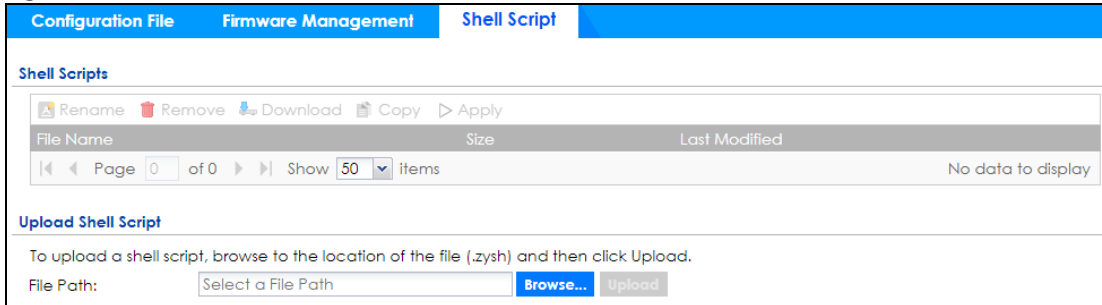 Configuration File Firmware Management Shell Script
Shell Scripts
Rename Remove Download Copy Apply
File Name Size Last Modified
Page 0 of 0 Show 50 items No data to display
Upload Shell Script
To upload a shell script, browse to the location of the file (.zysh) and then click Upload.
File Path: Select a File Path Browse... Upload